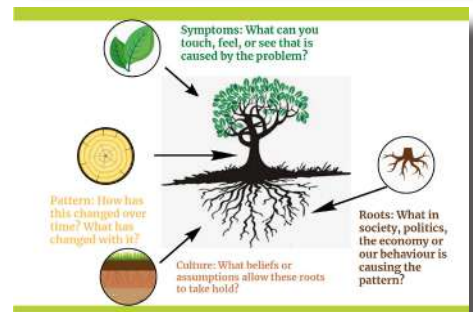 Symptoms: What can you
touch, feel, or see that is
caused by the problem?
Pattern: How has
this changed over
time? What has
changed with it?
Roots: What in
society, politics,
the economy or
our behaviour is
causing the
pattern?
Culture: What beliefs or
assumptions allow these roots
to take hold?